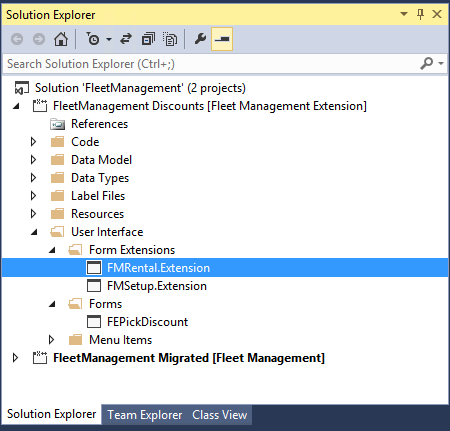 Solution Explorer
Search Solution Explorer (Ctrl+;)
Solution 'FleetManagement' (2 projects)
FleetManagement Discounts [Fleet Management Extension]
References
Code
Data Model
Data Types
Label Files
Resources
User Interface
Form Extensions
FMRental.Extension
FMSetup.Extension
Forms
FEPickDiscount
Menu Items
FleetManagement Migrated [Fleet Management]
Solution Explorer Team Explorer Class View